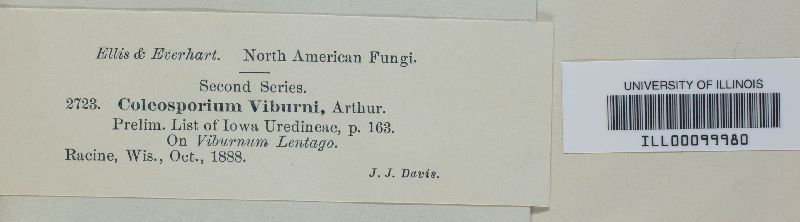 Ellis & Everhart. North American Fungi.
Second Series.
2723. Coleosporium Viburni, Arthur.
Prelim. List of Iowa Uredineae, p. 163.
On Viburnum Lentago.
Racine, Wis., Oct., 1888.
J. J. Davis.
UNIVERSITY OF ILLINOIS
ILL00099980